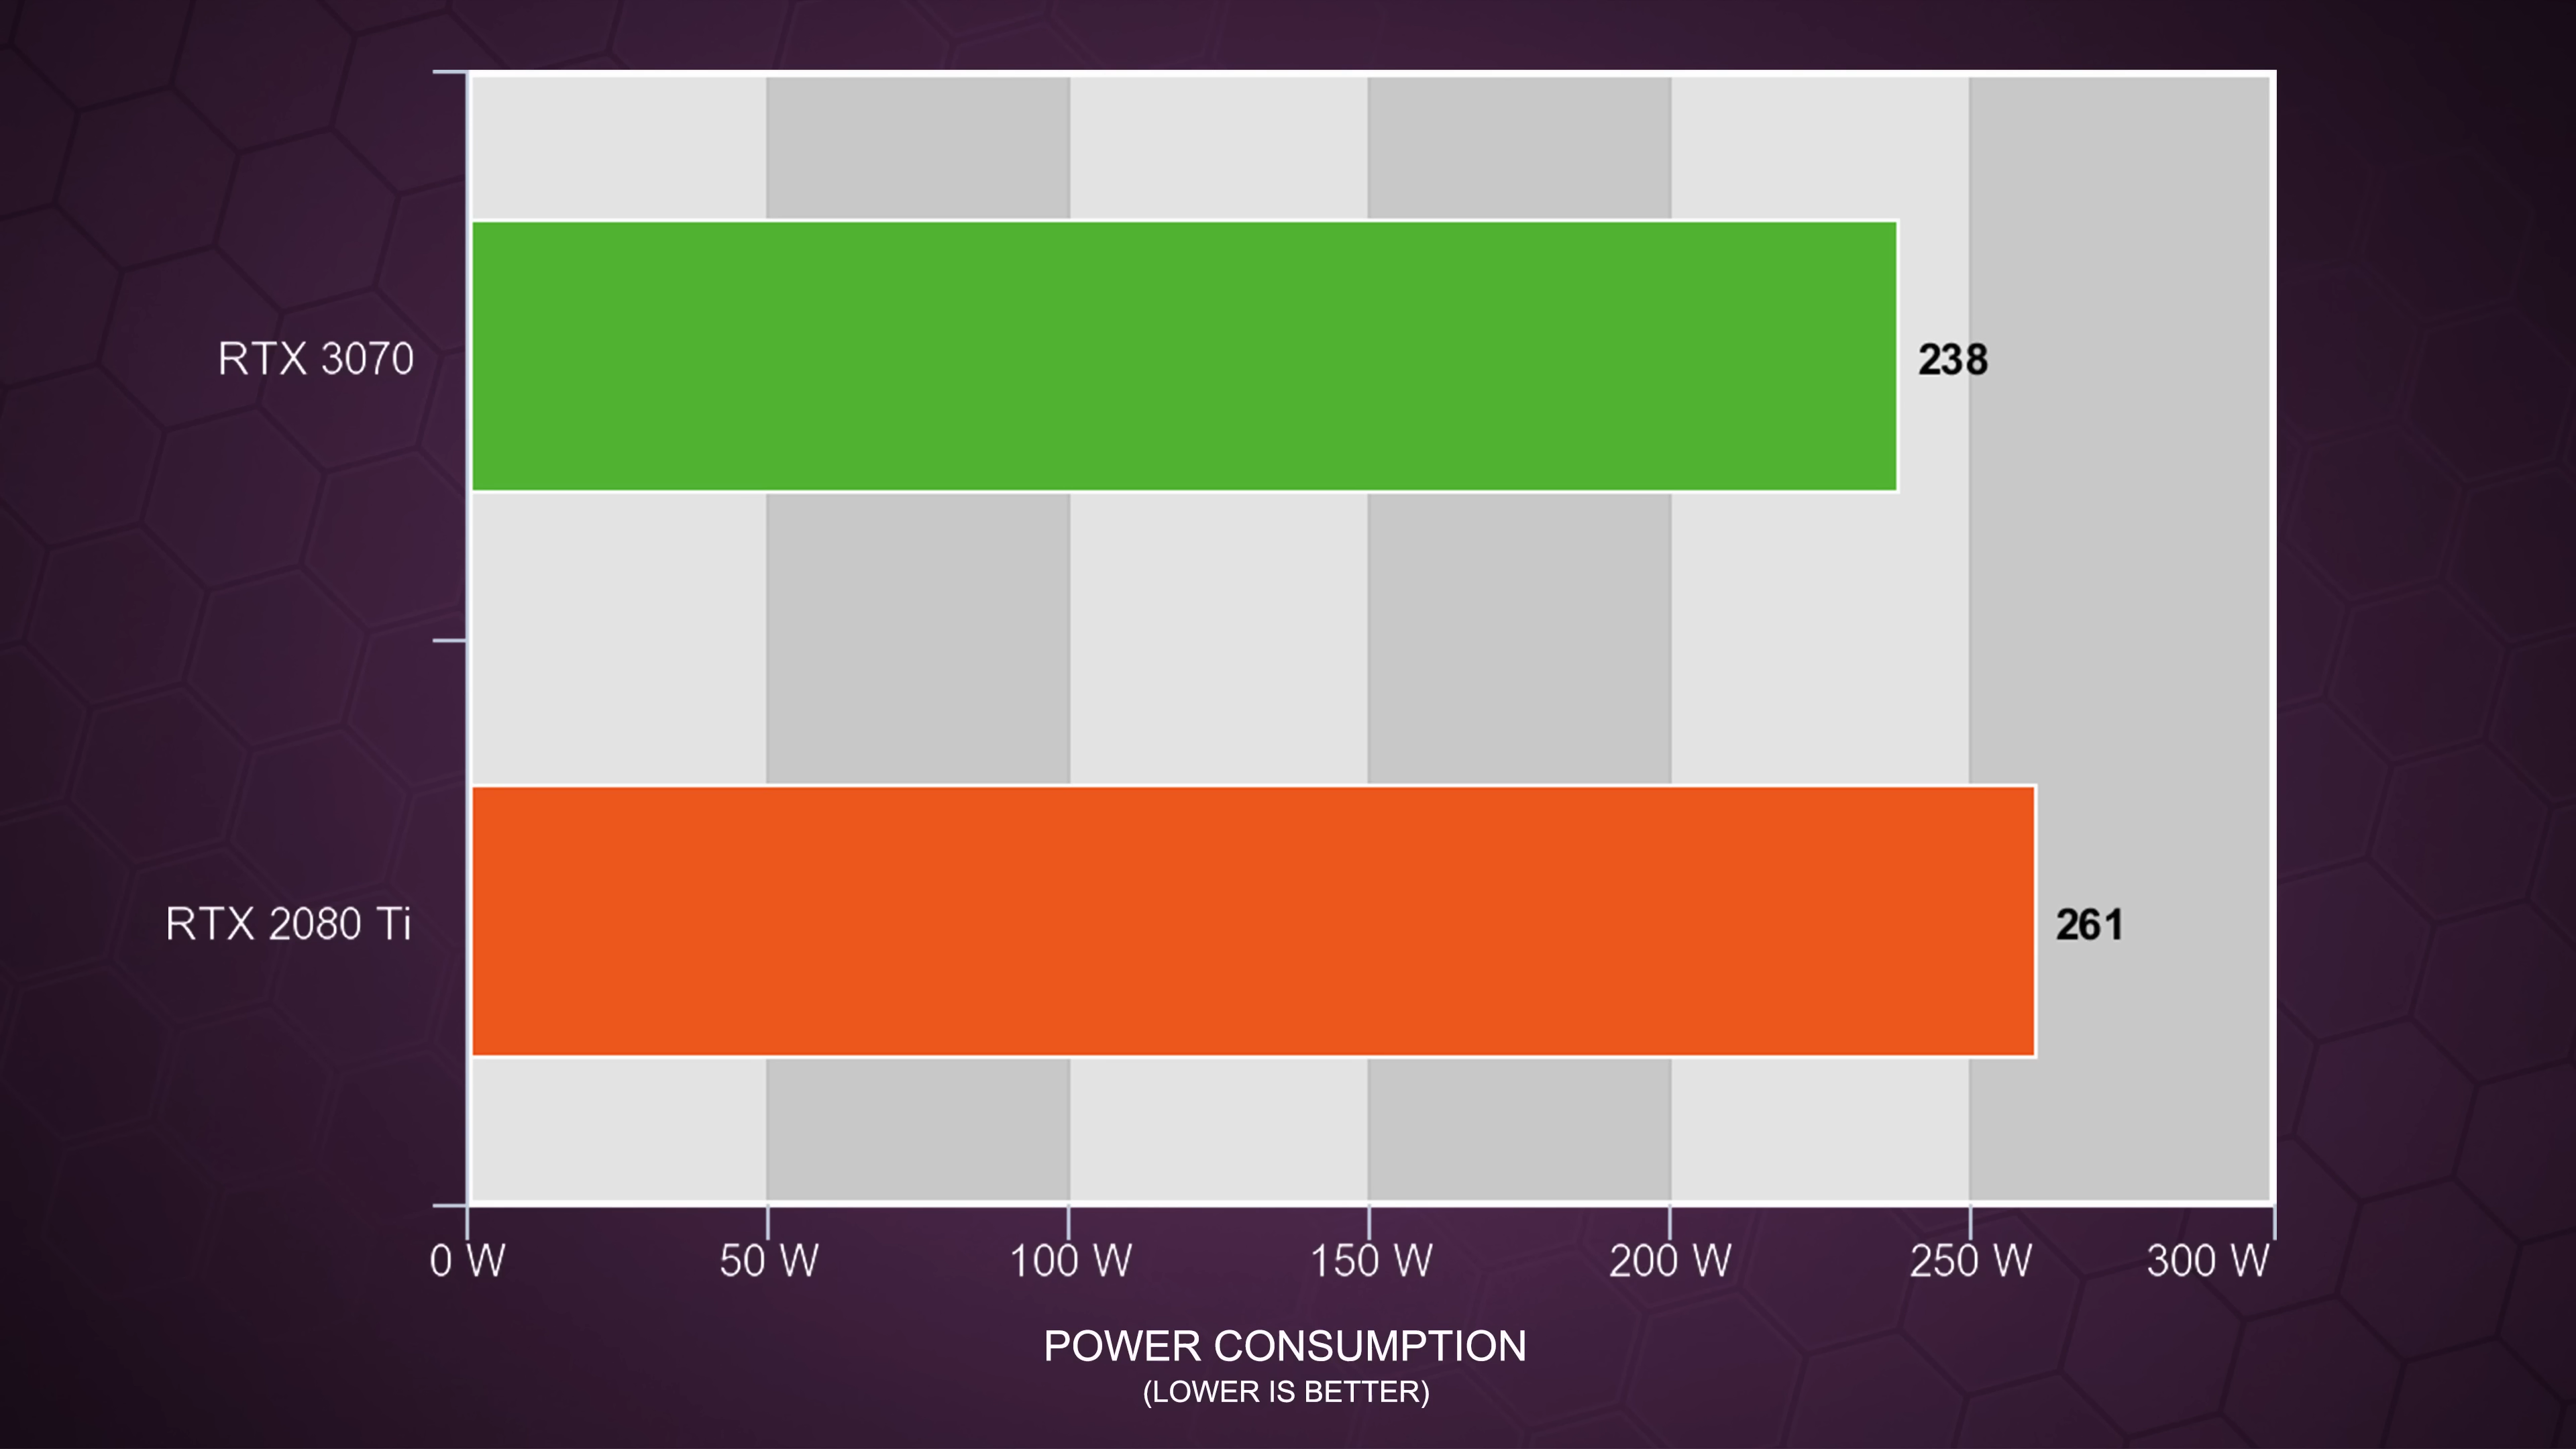 RTX 3070
238
RTX 2080 Ti
261
0 W 50 W 100 W 150 W 200 W 250 W 300 W
POWER CONSUMPTION
(LOWER IS BETTER)